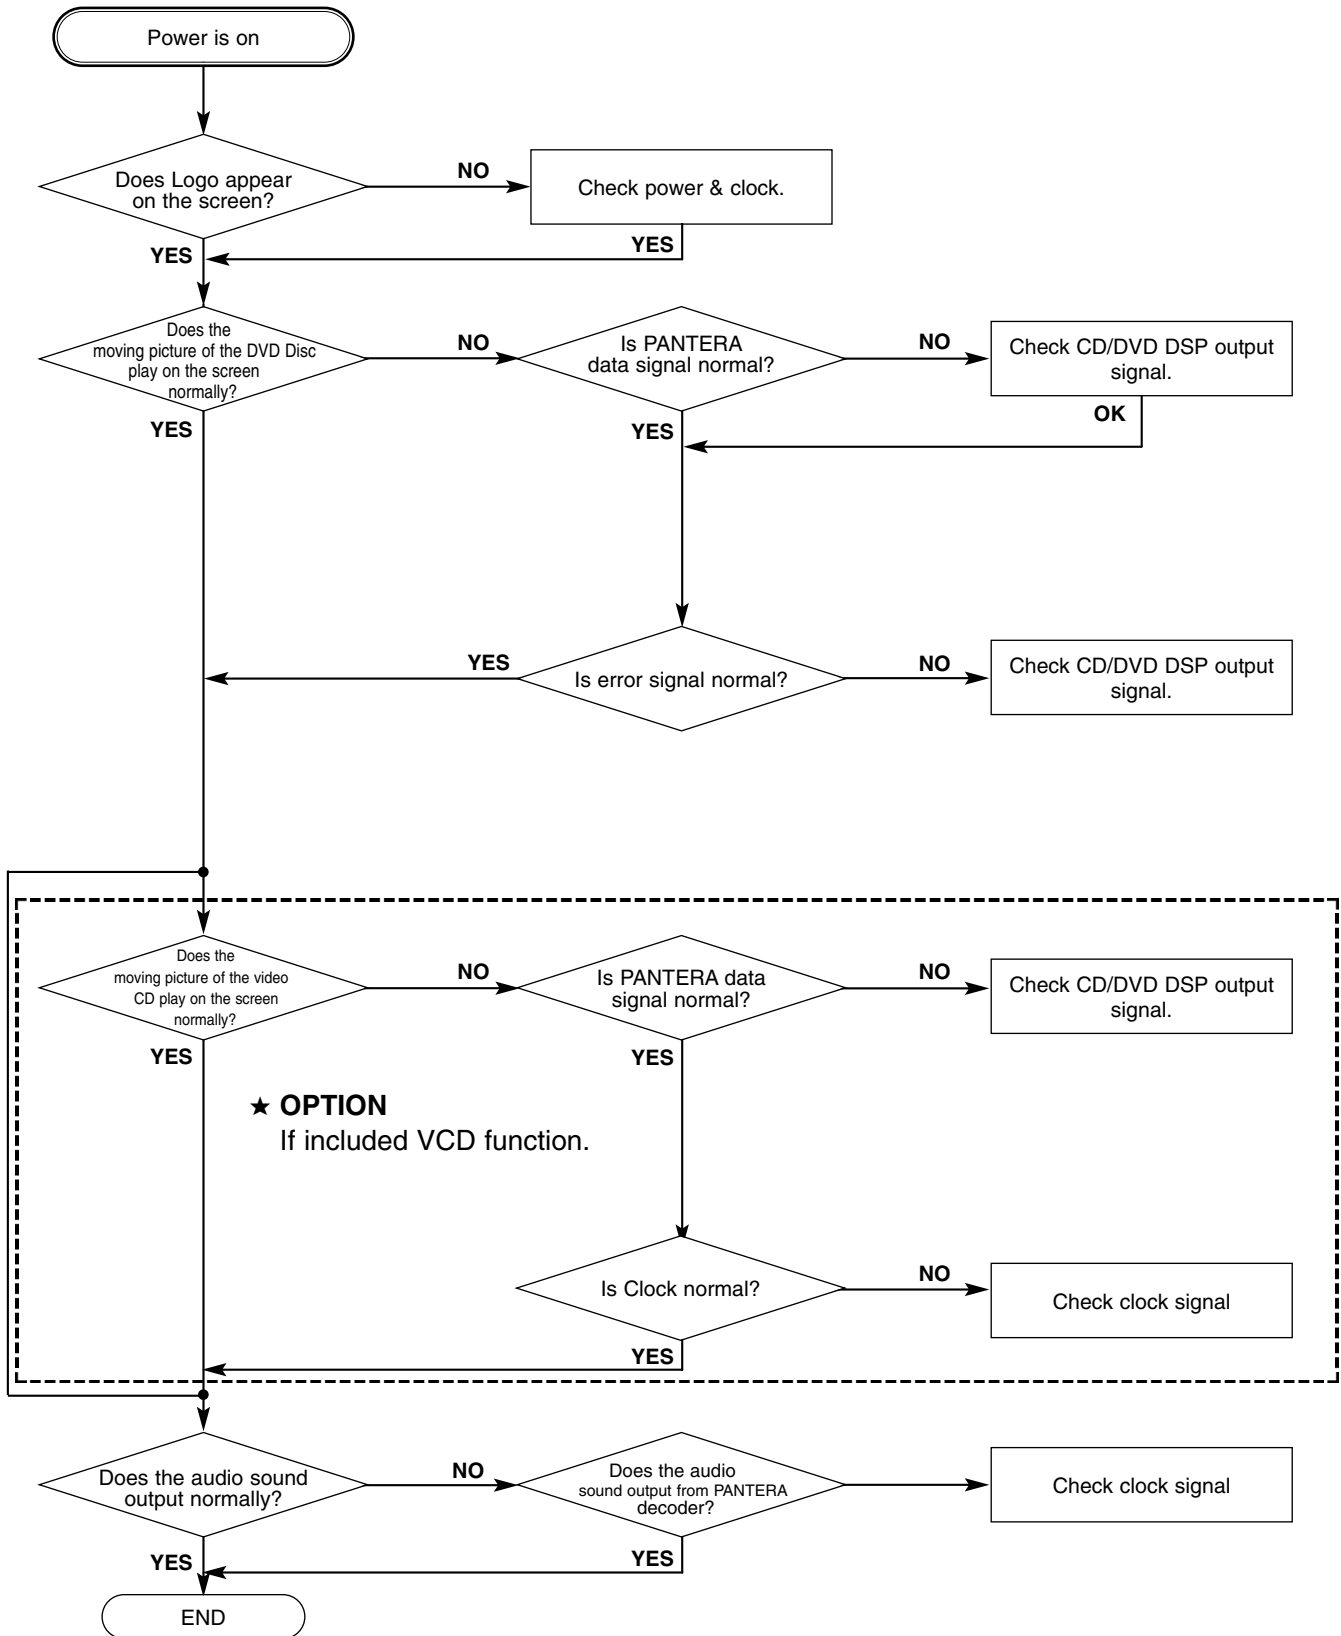 Power is on
Does Logo appear
on the screen?
NO
Check power & clock.
YES
YES
Does the
moving picture of the DVD Disc
play on the screen
normally?
NO
Is PANTERA
data signal normal?
NO
Check CD/DVD DSP output
signal.
YES
YES
OK
YES
Is error signal normal?
NO
Check CD/DVD DSP output
signal.
Does the
moving picture of the video
CD play on the screen
normally?
NO
Is PANTERA data
signal normal?
NO
Check CD/DVD DSP output
signal.
YES
YES
★ OPTION
If included VCD function.
Is Clock normal?
NO
Check clock signal
YES
Does the audio sound
output normally?
NO
Does the audio
sound output from PANTERA
decoder?
Check clock signal
YES
YES
END